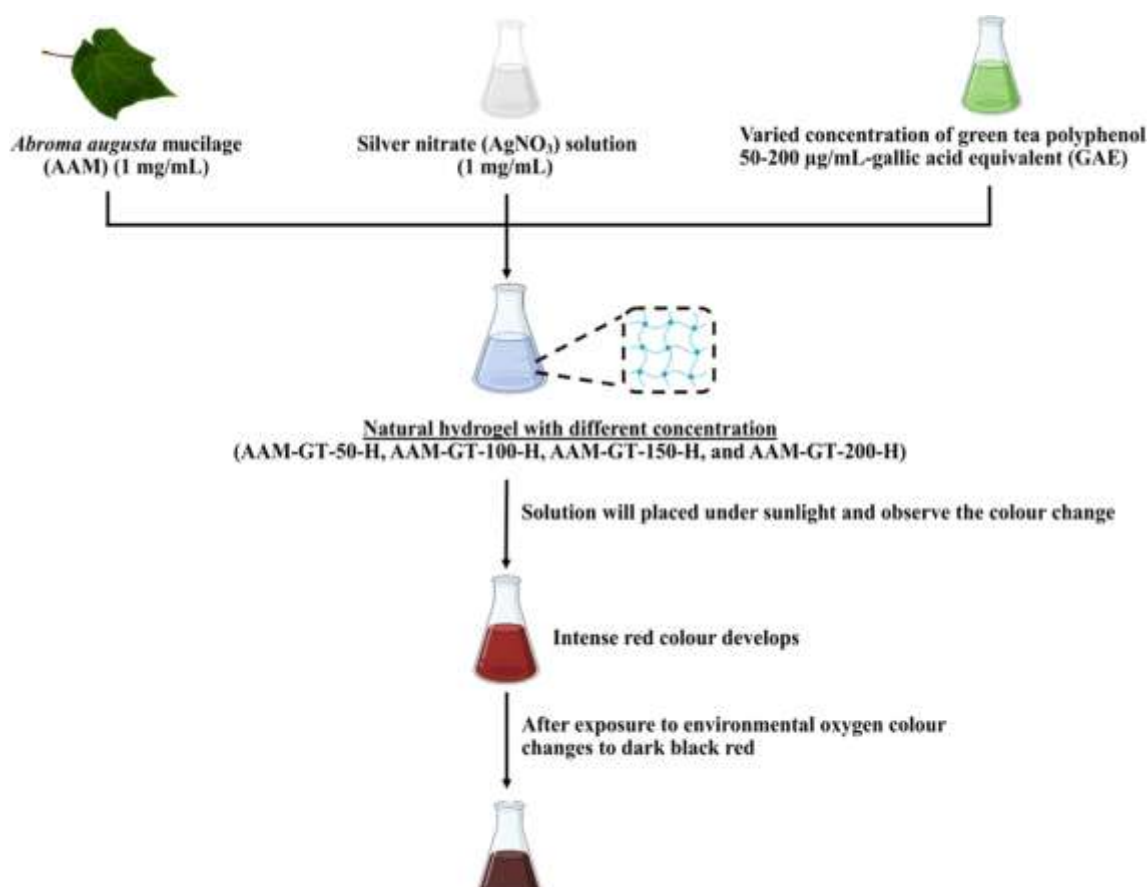 Abroma augusta mucilage
(AAM) (1 mg/mL)
Silver nitrate (AgNO₃) solution
(1 mg/mL)
Varied concentration of green tea polyphenol
50-200 µg/mL-gallic acid equivalent (GAE)
Natural hydrogel with different concentration
(AAM-GT-50-H, AAM-GT-100-H, AAM-GT-150-H, and AAM-GT-200-H)
Solution will placed under sunlight and observe the colour change
Intense red colour develops
After exposure to environmental oxygen colour
changes to dark black red